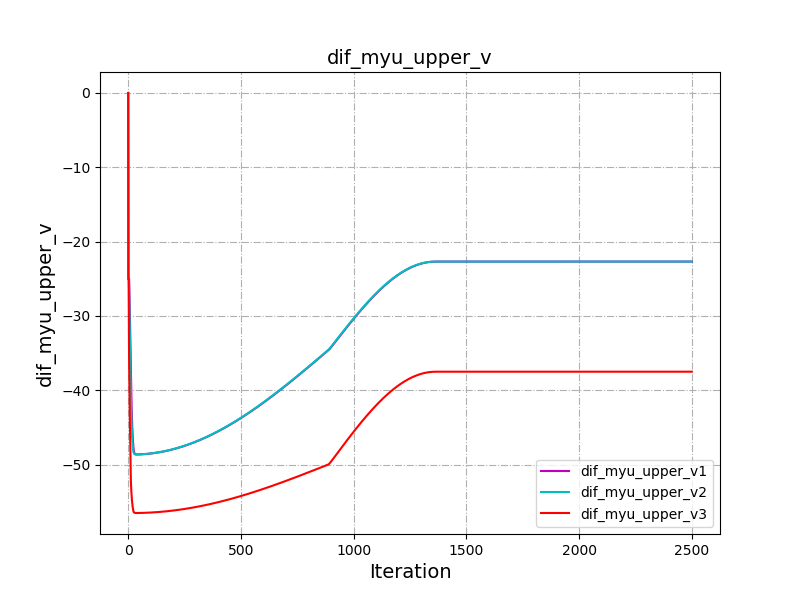 dif_myu_upper_v
dif_myu_upper_v
0
−10
−20
−30
−40
−50
0
500
1000
1500
2000
2500
Iteration
dif_myu_upper_v1
dif_myu_upper_v2
dif_myu_upper_v3